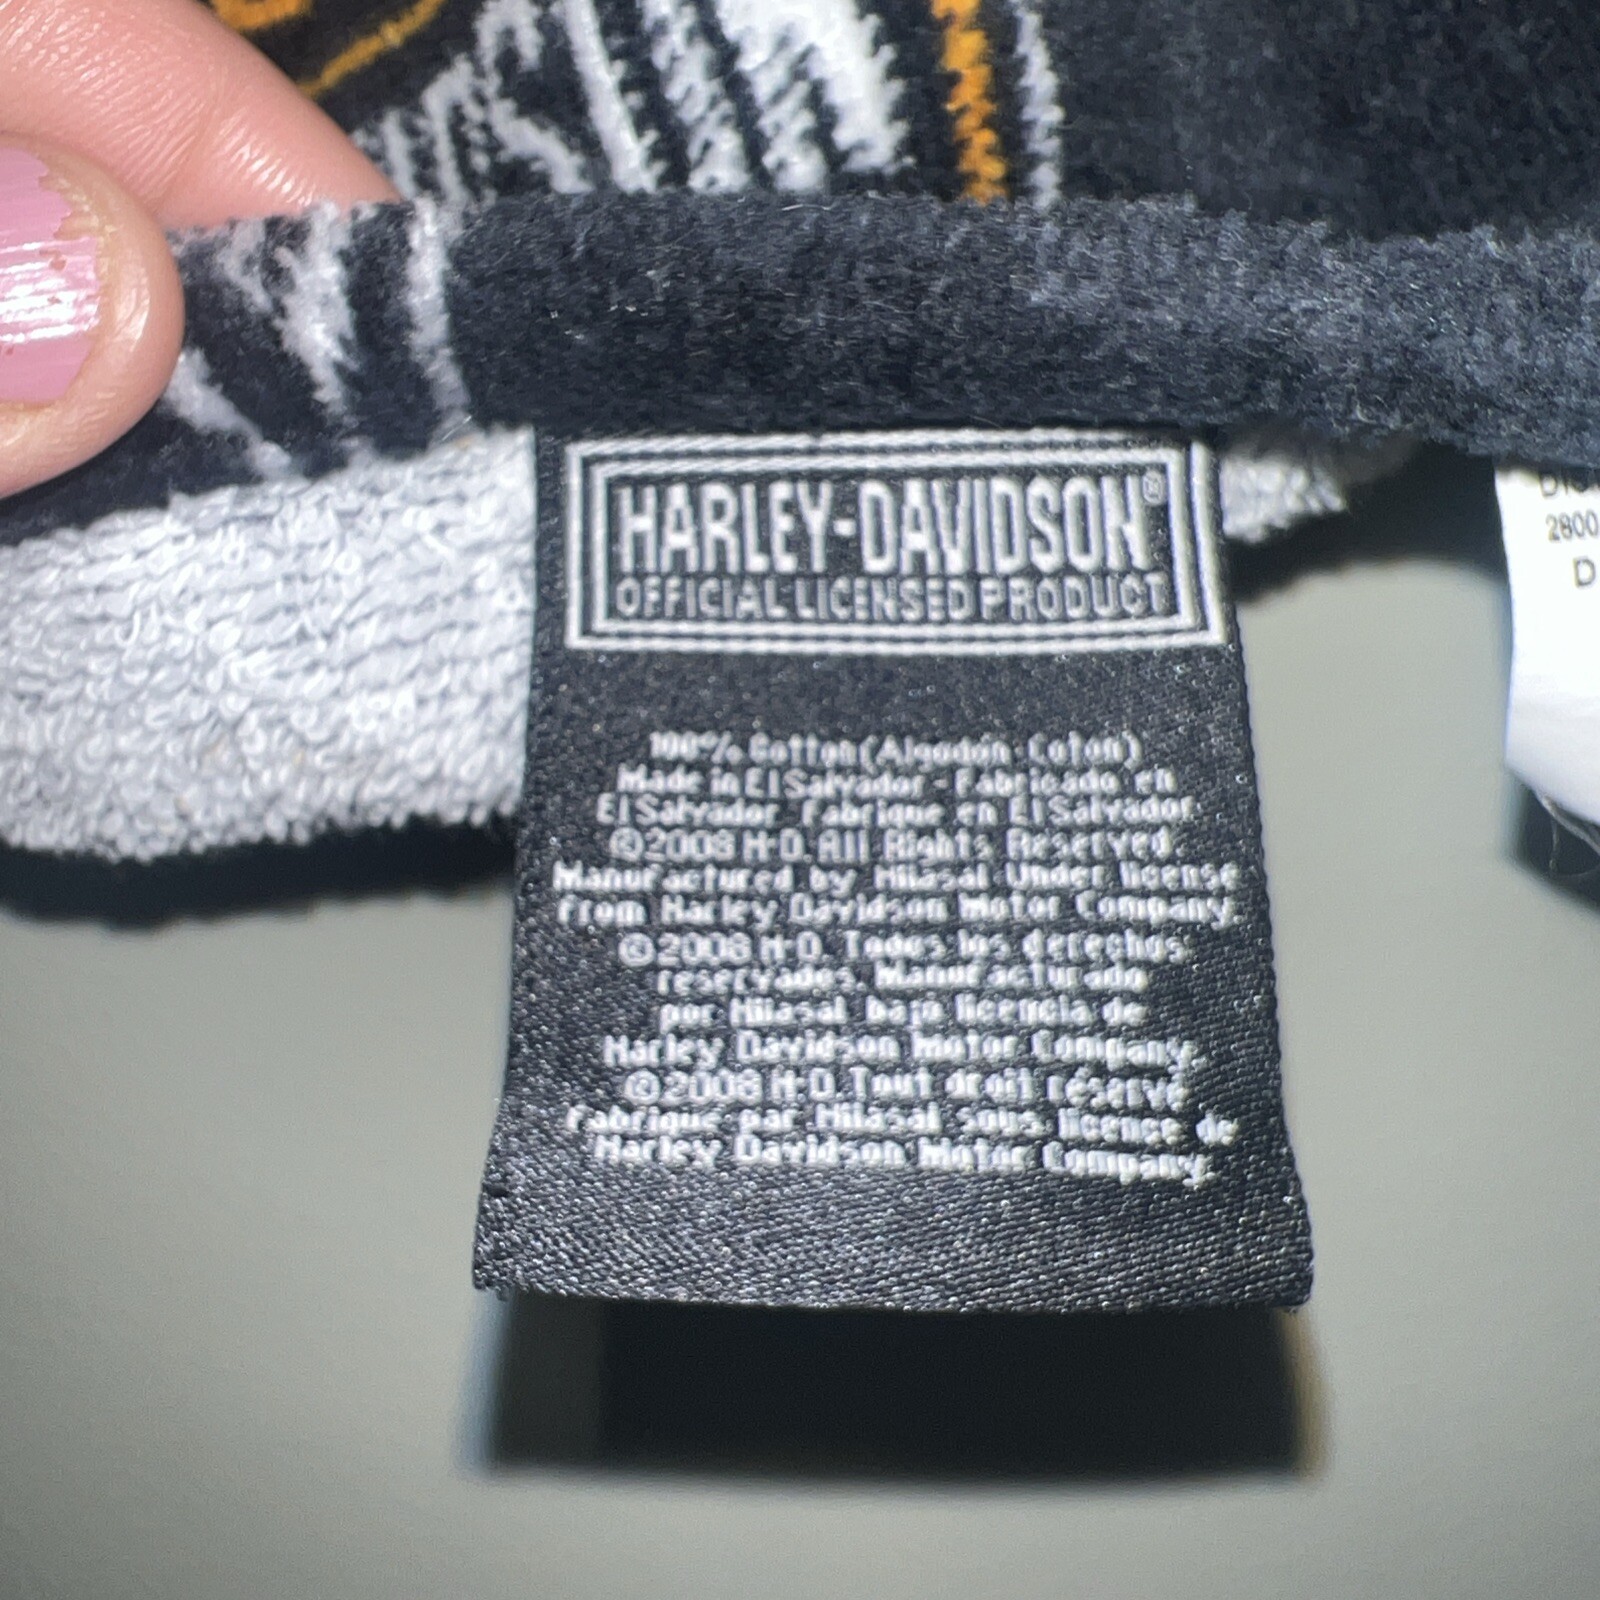 HARLEY-DAVIDSON®
OFFICIAL LICENSED PRODUCT
100% Cotton (Algodón-Coton)
Made in El Salvador - Fabricado en
El Salvador Fabrique en El Salvador
©2008 H-D. All Rights Reserved.
Manufactured by Hilasal Under license
from Harley Davidson Motor Company.
©2008 H-D. Todos los derechos
reservados. Manufacturado
por Hilasal bajo licencia de
Harley Davidson Motor Company.
©2008 H-D. Tout droit réservé
Fabrique par Hilasal sous licence de
Harley Davidson Motor Company.
2800
D